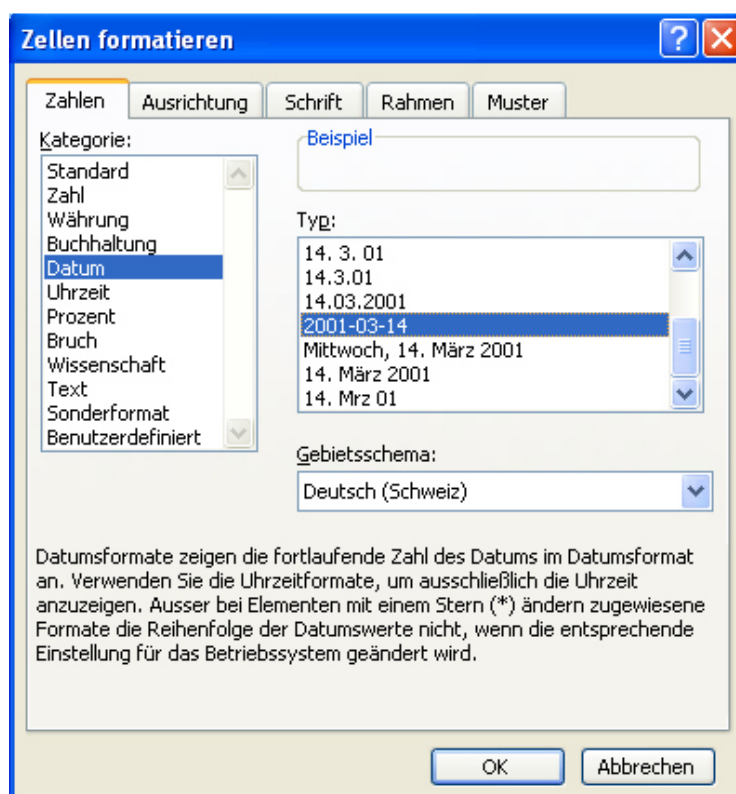 Zellen formatieren
Zahlen
Ausrichtung
Schrift
Rahmen
Muster
Kategorie:
Standard
Zahl
Währung
Buchhaltung
Datum
Uhrzeit
Prozent
Bruch
Wissenschaft
Text
Sonderformat
Benutzerdefiniert
Beispiel
Typ:
14. 3. 01
14.3.01
14.03.2001
2001-03-14
Mittwoch, 14. März 2001
14. März 2001
14. Mrz 01
Gebietsschema:
Deutsch (Schweiz)
Datumsformate zeigen die fortlaufende Zahl des Datums im Datumsformat
an. Verwenden Sie die Uhrzeitformate, um ausschließlich die Uhrzeit
anzuzeigen. Ausser bei Elementen mit einem Stern (*) ändern zugewiesene
Formate die Reihenfolge der Datumswerte nicht, wenn die entsprechende
Einstellung für das Betriebssystem geändert wird.
OK
Abbrechen